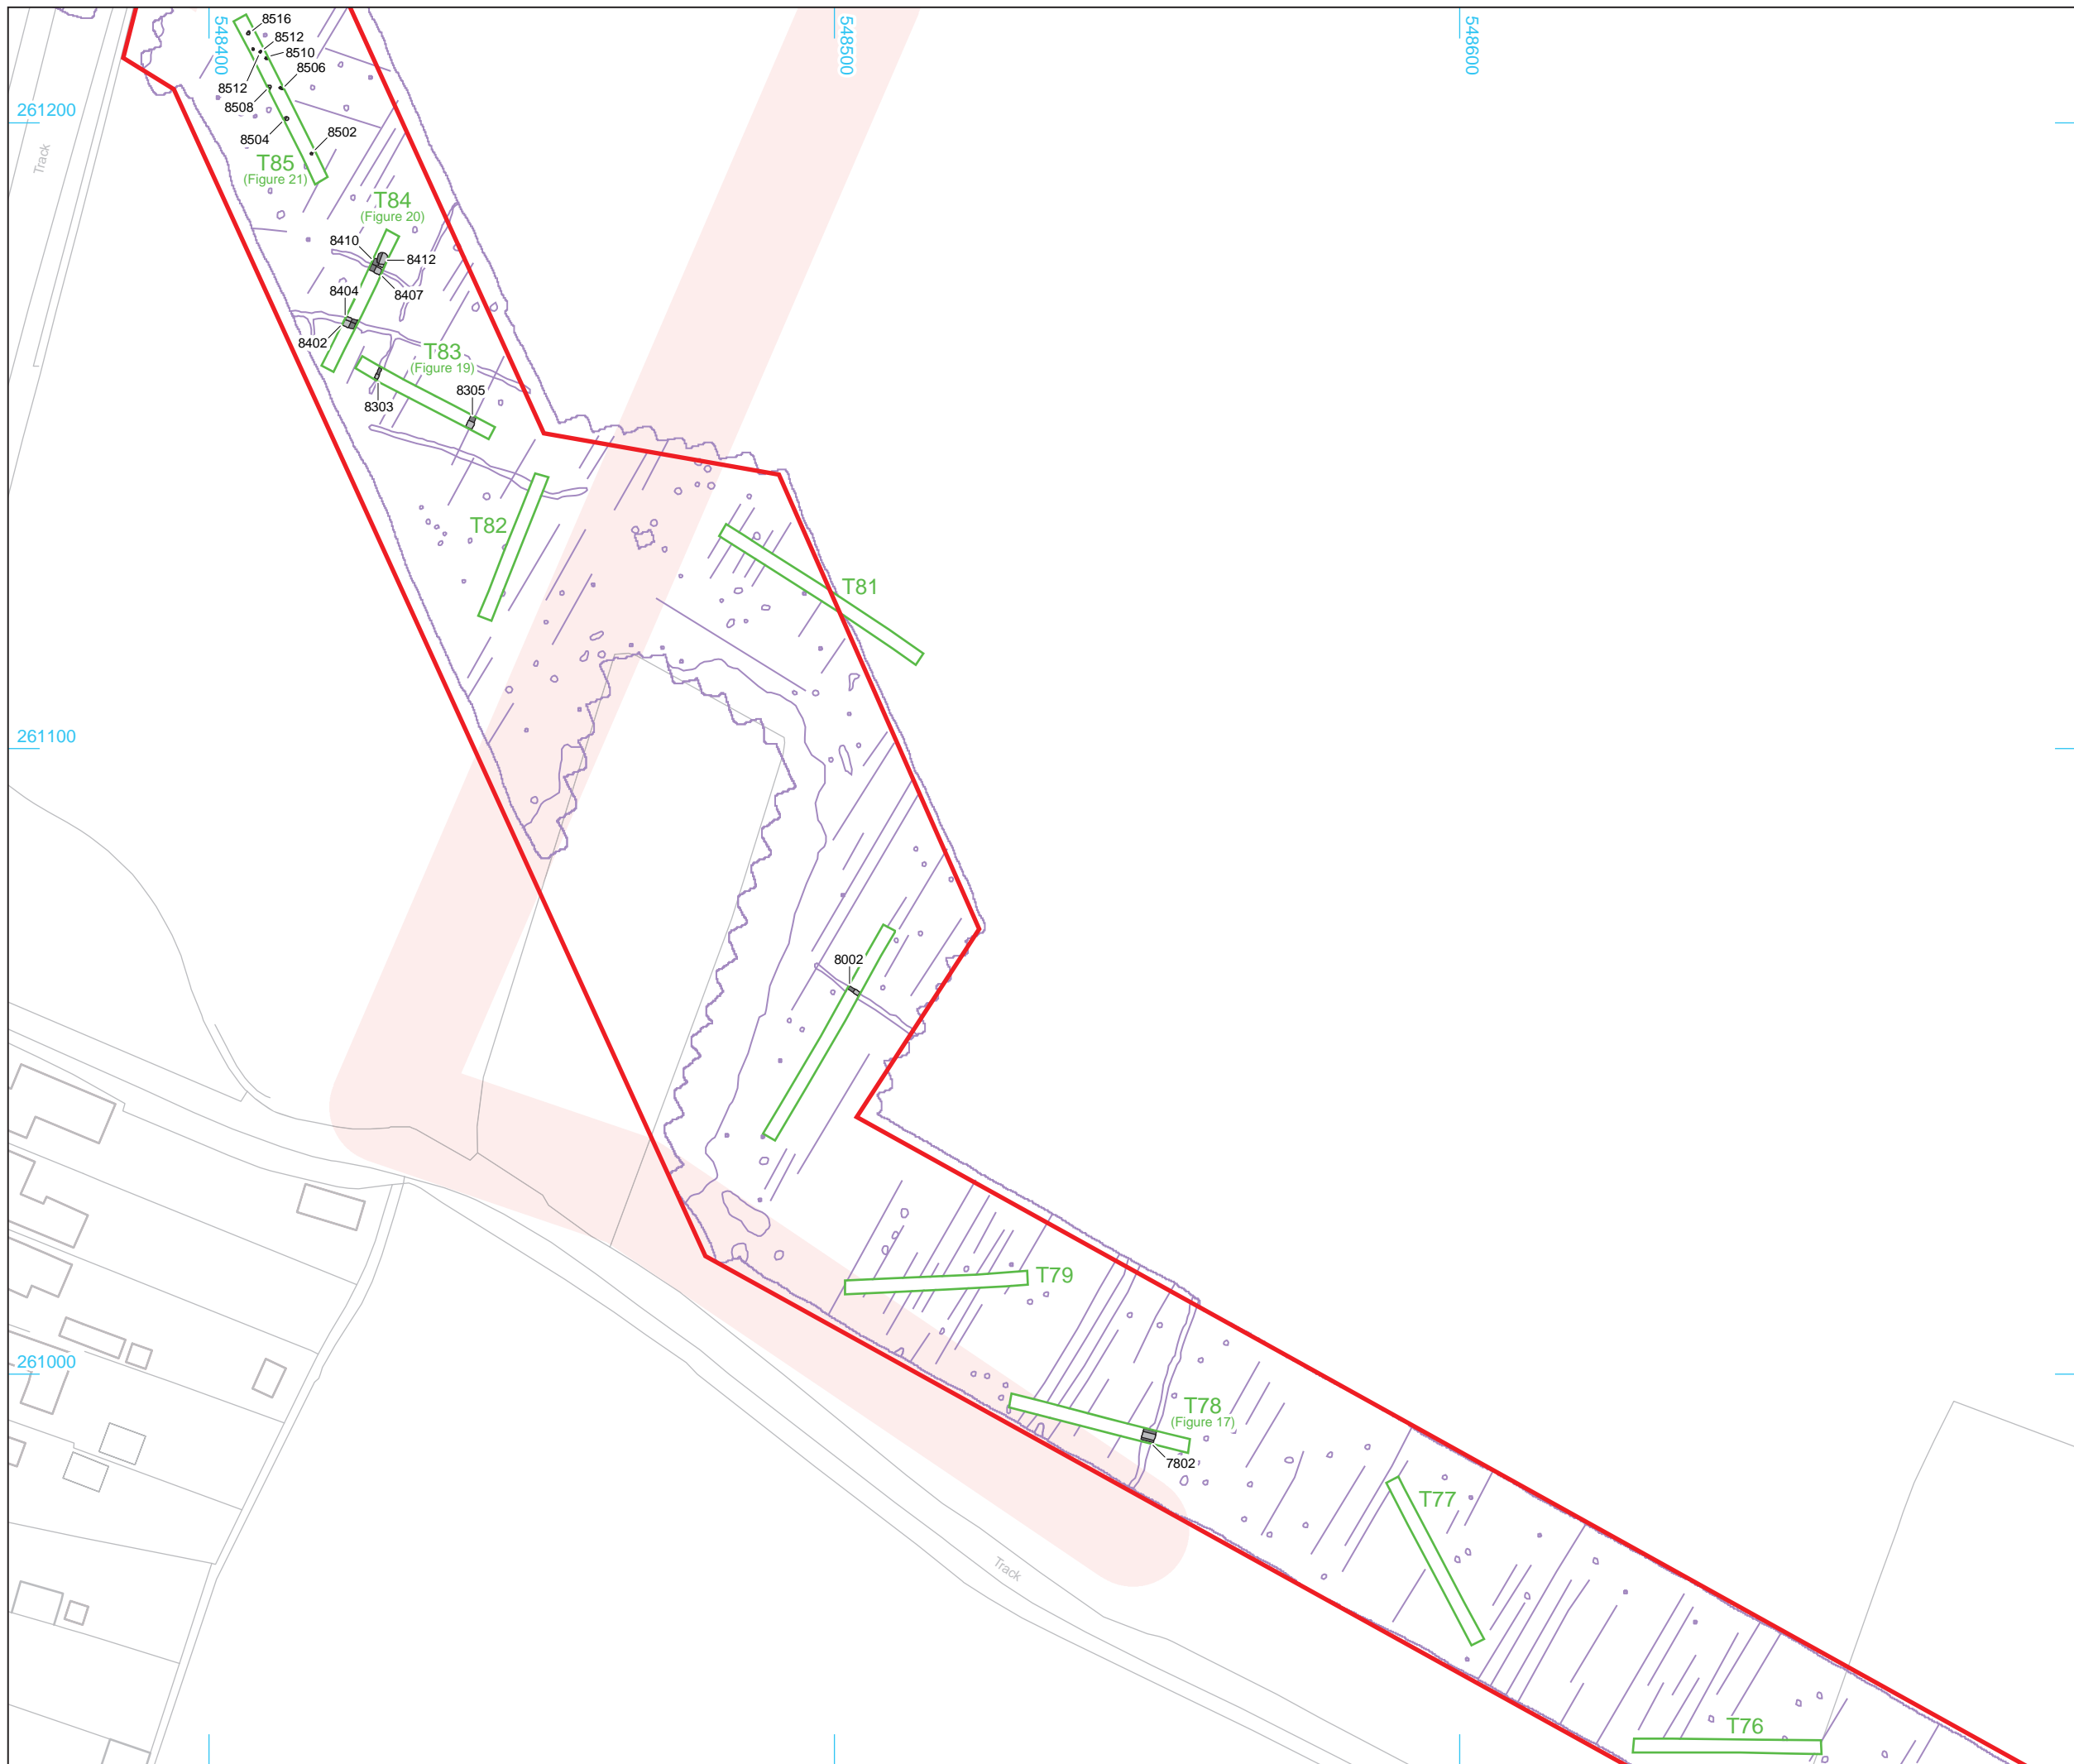 548400
548500
548600
8516
8512
8510
8506
8512
8508
261200
8504
8502
Track
T85
(Figure 21)
T84
(Figure 20)
8410
8412
8404
8407
8402
T83
(Figure 19)
8305
8303
T82
T81
261100
8002
T79
261000
T78
(Figure 17)
7802
T77
Track
T76